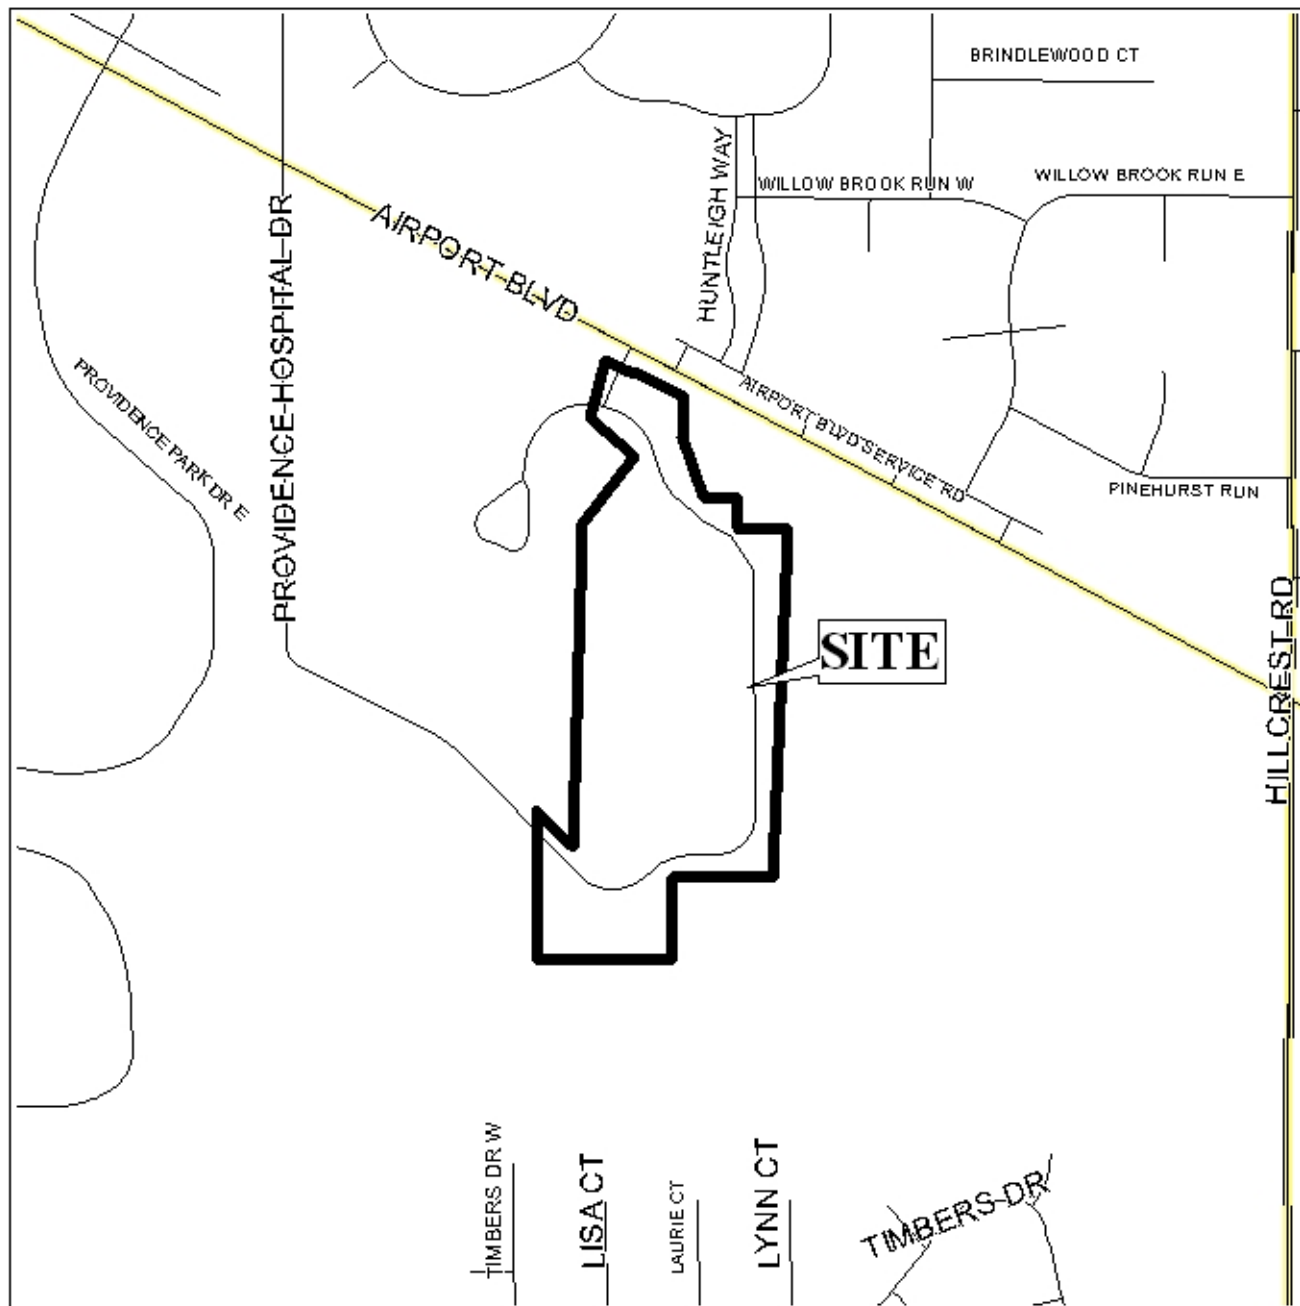 BRINDLEWOOD CT
HUNTLEIGH WAY
WILLOW BROOK RUN W
WILLOW BROOK RUN E
AIRPORT BLVD
PROVIDENCE HOSPITAL DR
PROVIDENCE PARK DR E
AIRPORT BLVD SERVICE RD
PINEHURST RUN
SITE
HILLCREST RD
TIMBERS DR W
LISA CT
LAURIE CT
LYNN CT
TIMBERS DR